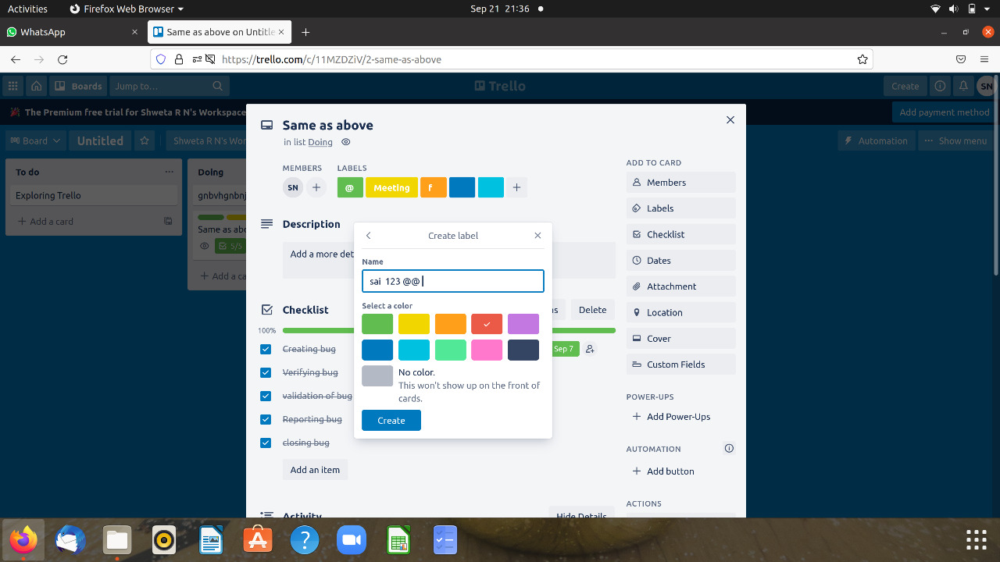 Activities
Firefox Web Browser
Sep 21 21:36
WhatsApp
Same as above on Untitle
https://trello.com/c/11MZDZiV/2-same-as-above
Boards
Jump to…
Trello
Create
SN
The Premium free trial for Shweta R N's Workspace
Add payment method
Board
Untitled
Shweta R N's Wor
Automation
Show menu
To do
Exploring Trello
Add a card
Doing
gnbvhgnbnj
Same as abo
5/5
Add a ca
Same as above
in list Doing
MEMBERS
SN
LABELS
@
Meeting
f
Description
Add a more det
Checklist
ms
Delete
100%
Creating bug
Sep 7
Verifying bug
validation of bug
Reporting bug
closing bug
Add an item
Activity
Hide Details
Create label
Name
sai  123 @@
Select a color
No color.
This won't show up on the front of
cards.
Create
ADD TO CARD
Members
Labels
Checklist
Dates
Attachment
Location
Cover
Custom Fields
POWER-UPS
Add Power-Ups
AUTOMATION
Add button
ACTIONS